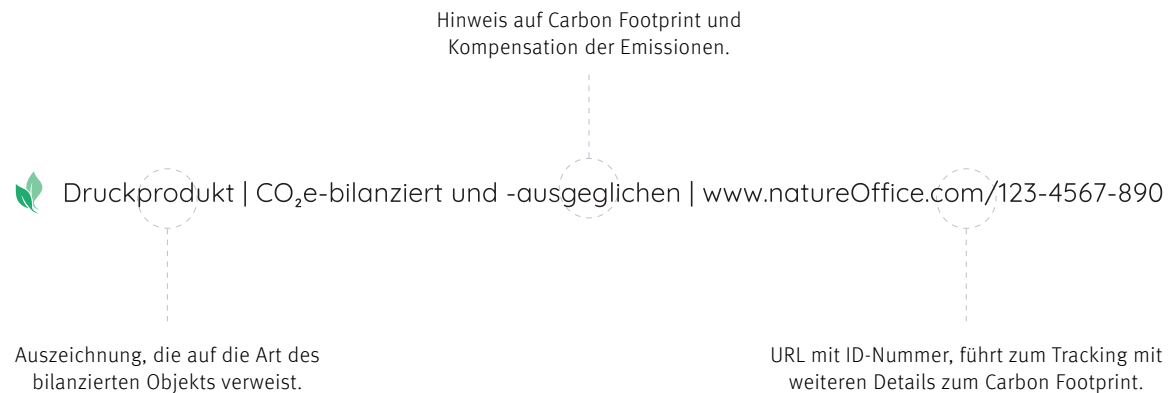 Hinweis auf Carbon Footprint und
Kompensation der Emissionen.
Druckprodukt | CO₂e-bilanziert und -ausgeglichen | www.natureOffice.com/123-4567-890
Auszeichnung, die auf die Art des
bilanzierten Objekts verweist.
URL mit ID-Nummer, führt zum Tracking mit
weiteren Details zum Carbon Footprint.